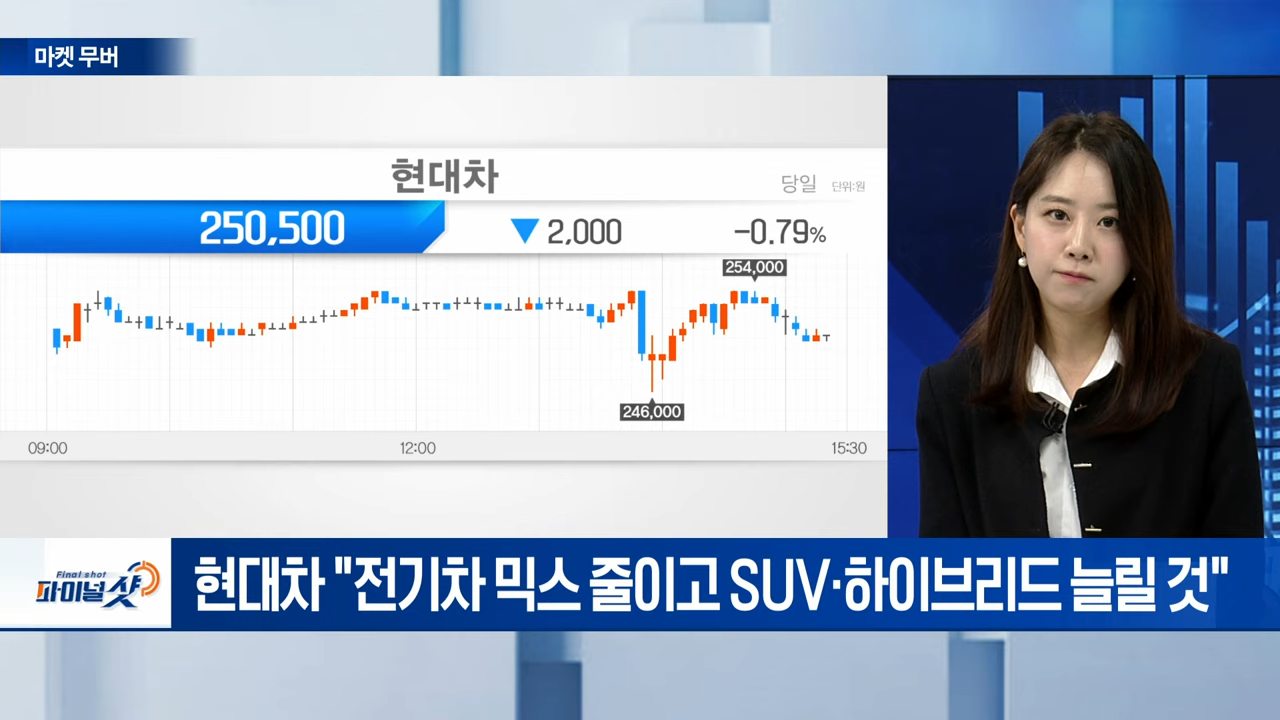 마켓 무버
현대차
당일 단위:원
250,500 ▼ 2,000 -0.79%
254,000
246,000
09:00 12:00 15:30
Final shot
파이널 샷
현대차 "전기차 믹스 줄이고 SUV·하이브리드 늘릴 것"